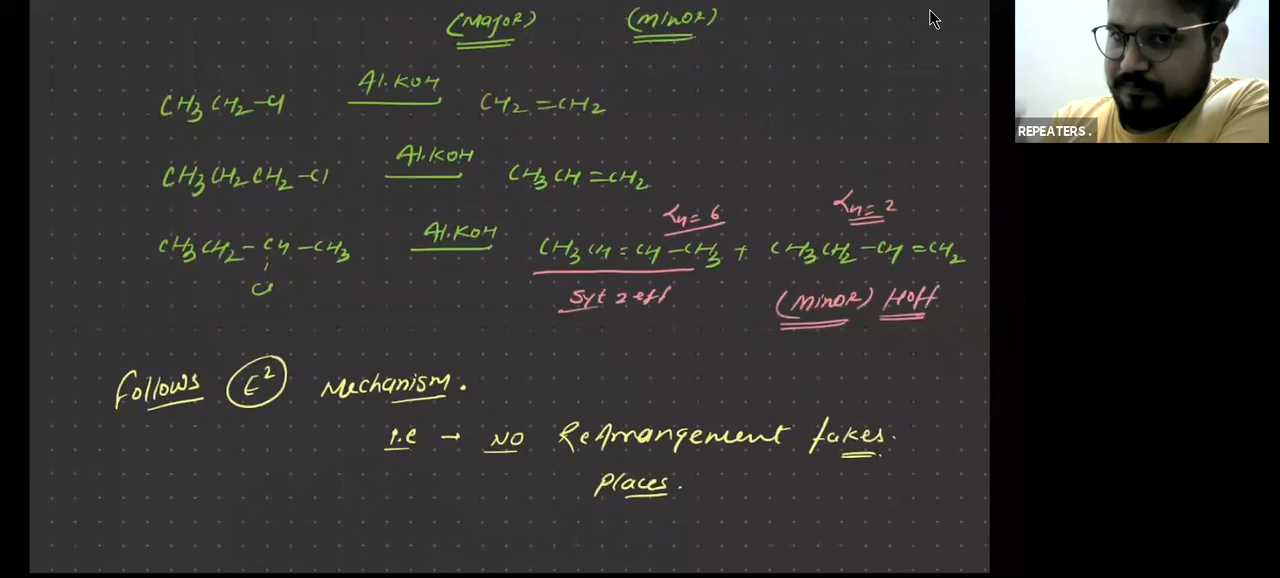 (Major) (Minor)
REPEATERS .
CH3CH2-Cl Al.KOH CH2=CH2
CH3CH2CH2-Cl Al.KOH CH3CH=CH2
αH=6 αH=2
CH3CH2-CH-CH3 Al.KOH CH3CH=CH-CH3 + CH3CH2-CH=CH2
Cl
Syt zeff (Minor) Hoff
Follows E2 Mechanism.
i.e → NO ReArrangement takes.
places.